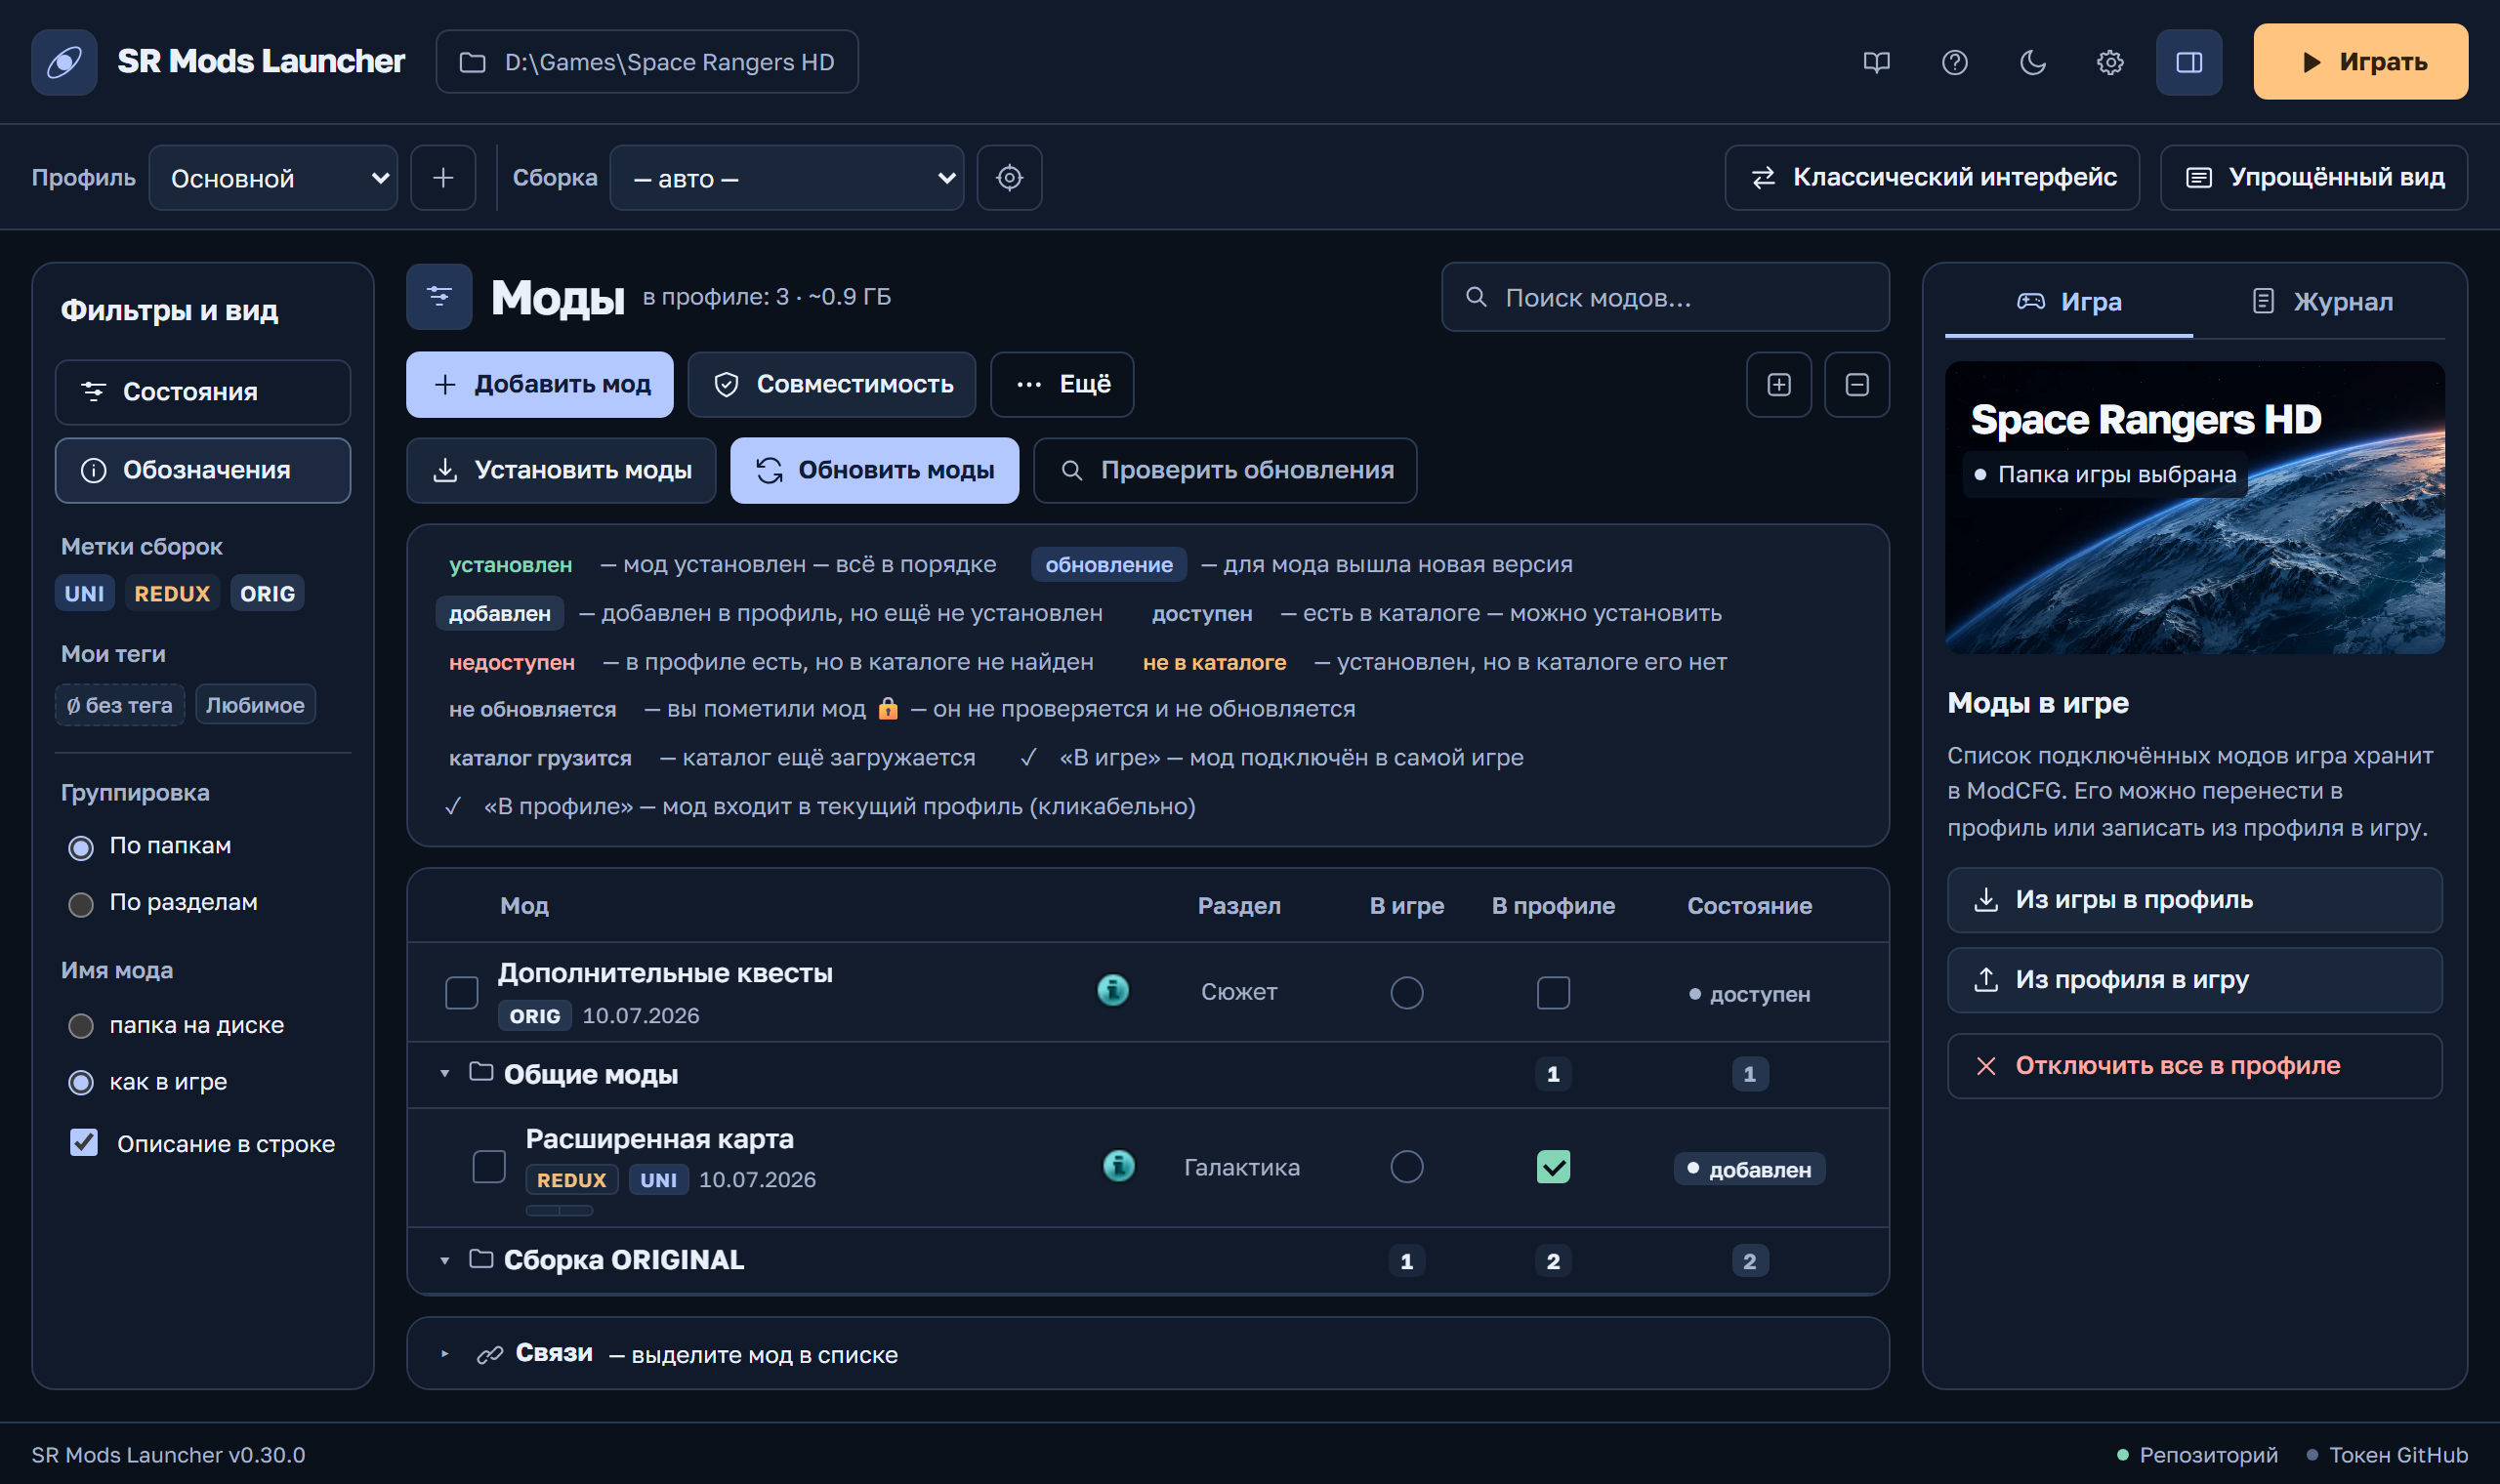 SR Mods Launcher
D:\Games\Space Rangers HD
Играть
Профиль
Основной
Сборка
— авто —
Классический интерфейс
Упрощённый вид
Фильтры и вид
Состояния
Обозначения
Метки сборок
UNI REDUX ORIG
Мои теги
Ø без тега Любимое
Группировка
По папкам
По разделам
Имя мода
папка на диске
как в игре
Описание в строке
Моды
в профиле: 3 · ~0.9 ГБ
Поиск модов...
Добавить мод
Совместимость
Ещё
Установить моды
Обновить моды
Проверить обновления
установлен — мод установлен — всё в порядке обновление — для мода вышла новая версия
добавлен — добавлен в профиль, но ещё не установлен доступен — есть в каталоге — можно установить
недоступен — в профиле есть, но в каталоге не найден не в каталоге — установлен, но в каталоге его нет
не обновляется — вы пометили мод 🔒 — он не проверяется и не обновляется
каталог грузится — каталог ещё загружается ✓ «В игре» — мод подключён в самой игре
✓ «В профиле» — мод входит в текущий профиль (кликабельно)
Мод Раздел В игре В профиле Состояние
Дополнительные квесты
ORIG 10.07.2026
Сюжет
доступен
Общие моды 1 1
Расширенная карта
REDUX UNI 10.07.2026
Галактика
добавлен
Сборка ORIGINAL 1 2 2
Связи — выделите мод в списке
Игра
Журнал
Space Rangers HD
Папка игры выбрана
Моды в игре
Список подключённых модов игра хранит
в ModCFG. Его можно перенести в
профиль или записать из профиля в игру.
Из игры в профиль
Из профиля в игру
Отключить все в профиле
SR Mods Launcher v0.30.0
Репозиторий
Токен GitHub